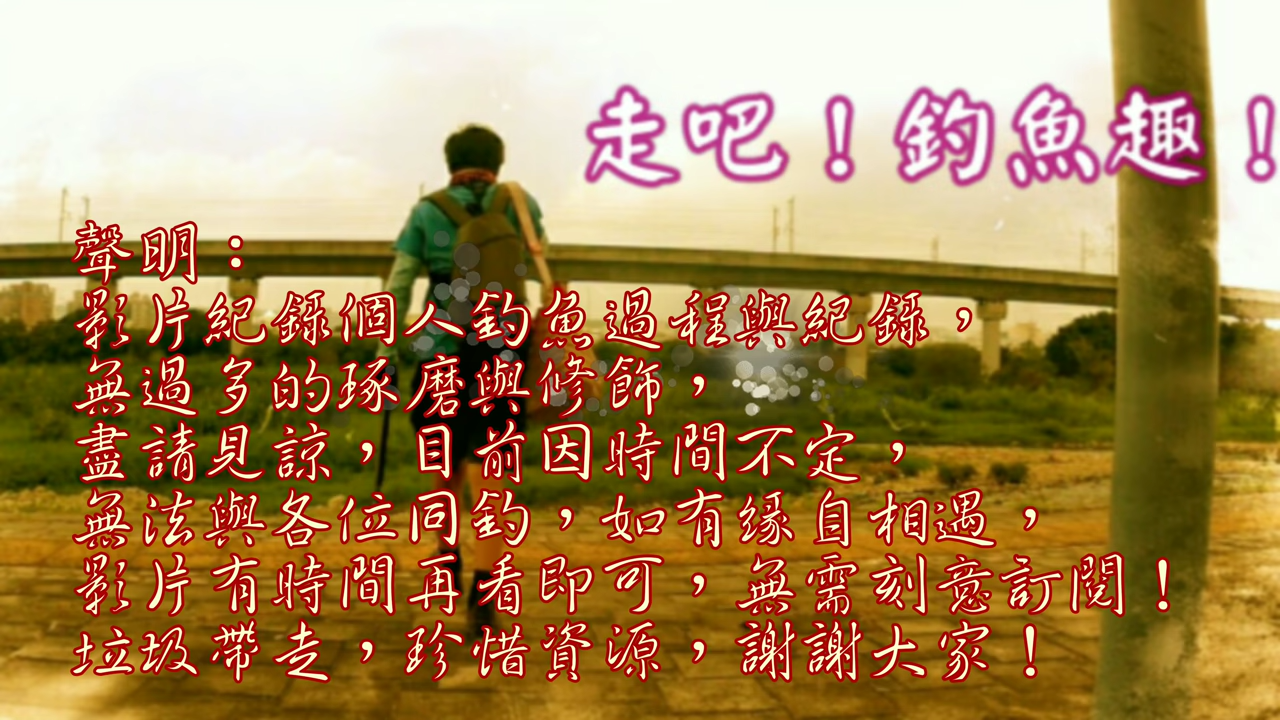 走吧！釣魚趣！
聲明：
影片紀錄個人釣魚過程與紀錄，
無過多的琢磨與修飾，
盡請見諒，目前因時間不定，
無法與各位同釣，如有緣自相遇，
影片有時間再看即可，無需刻意訂閱！
垃圾帶走，珍惜資源，謝謝大家！